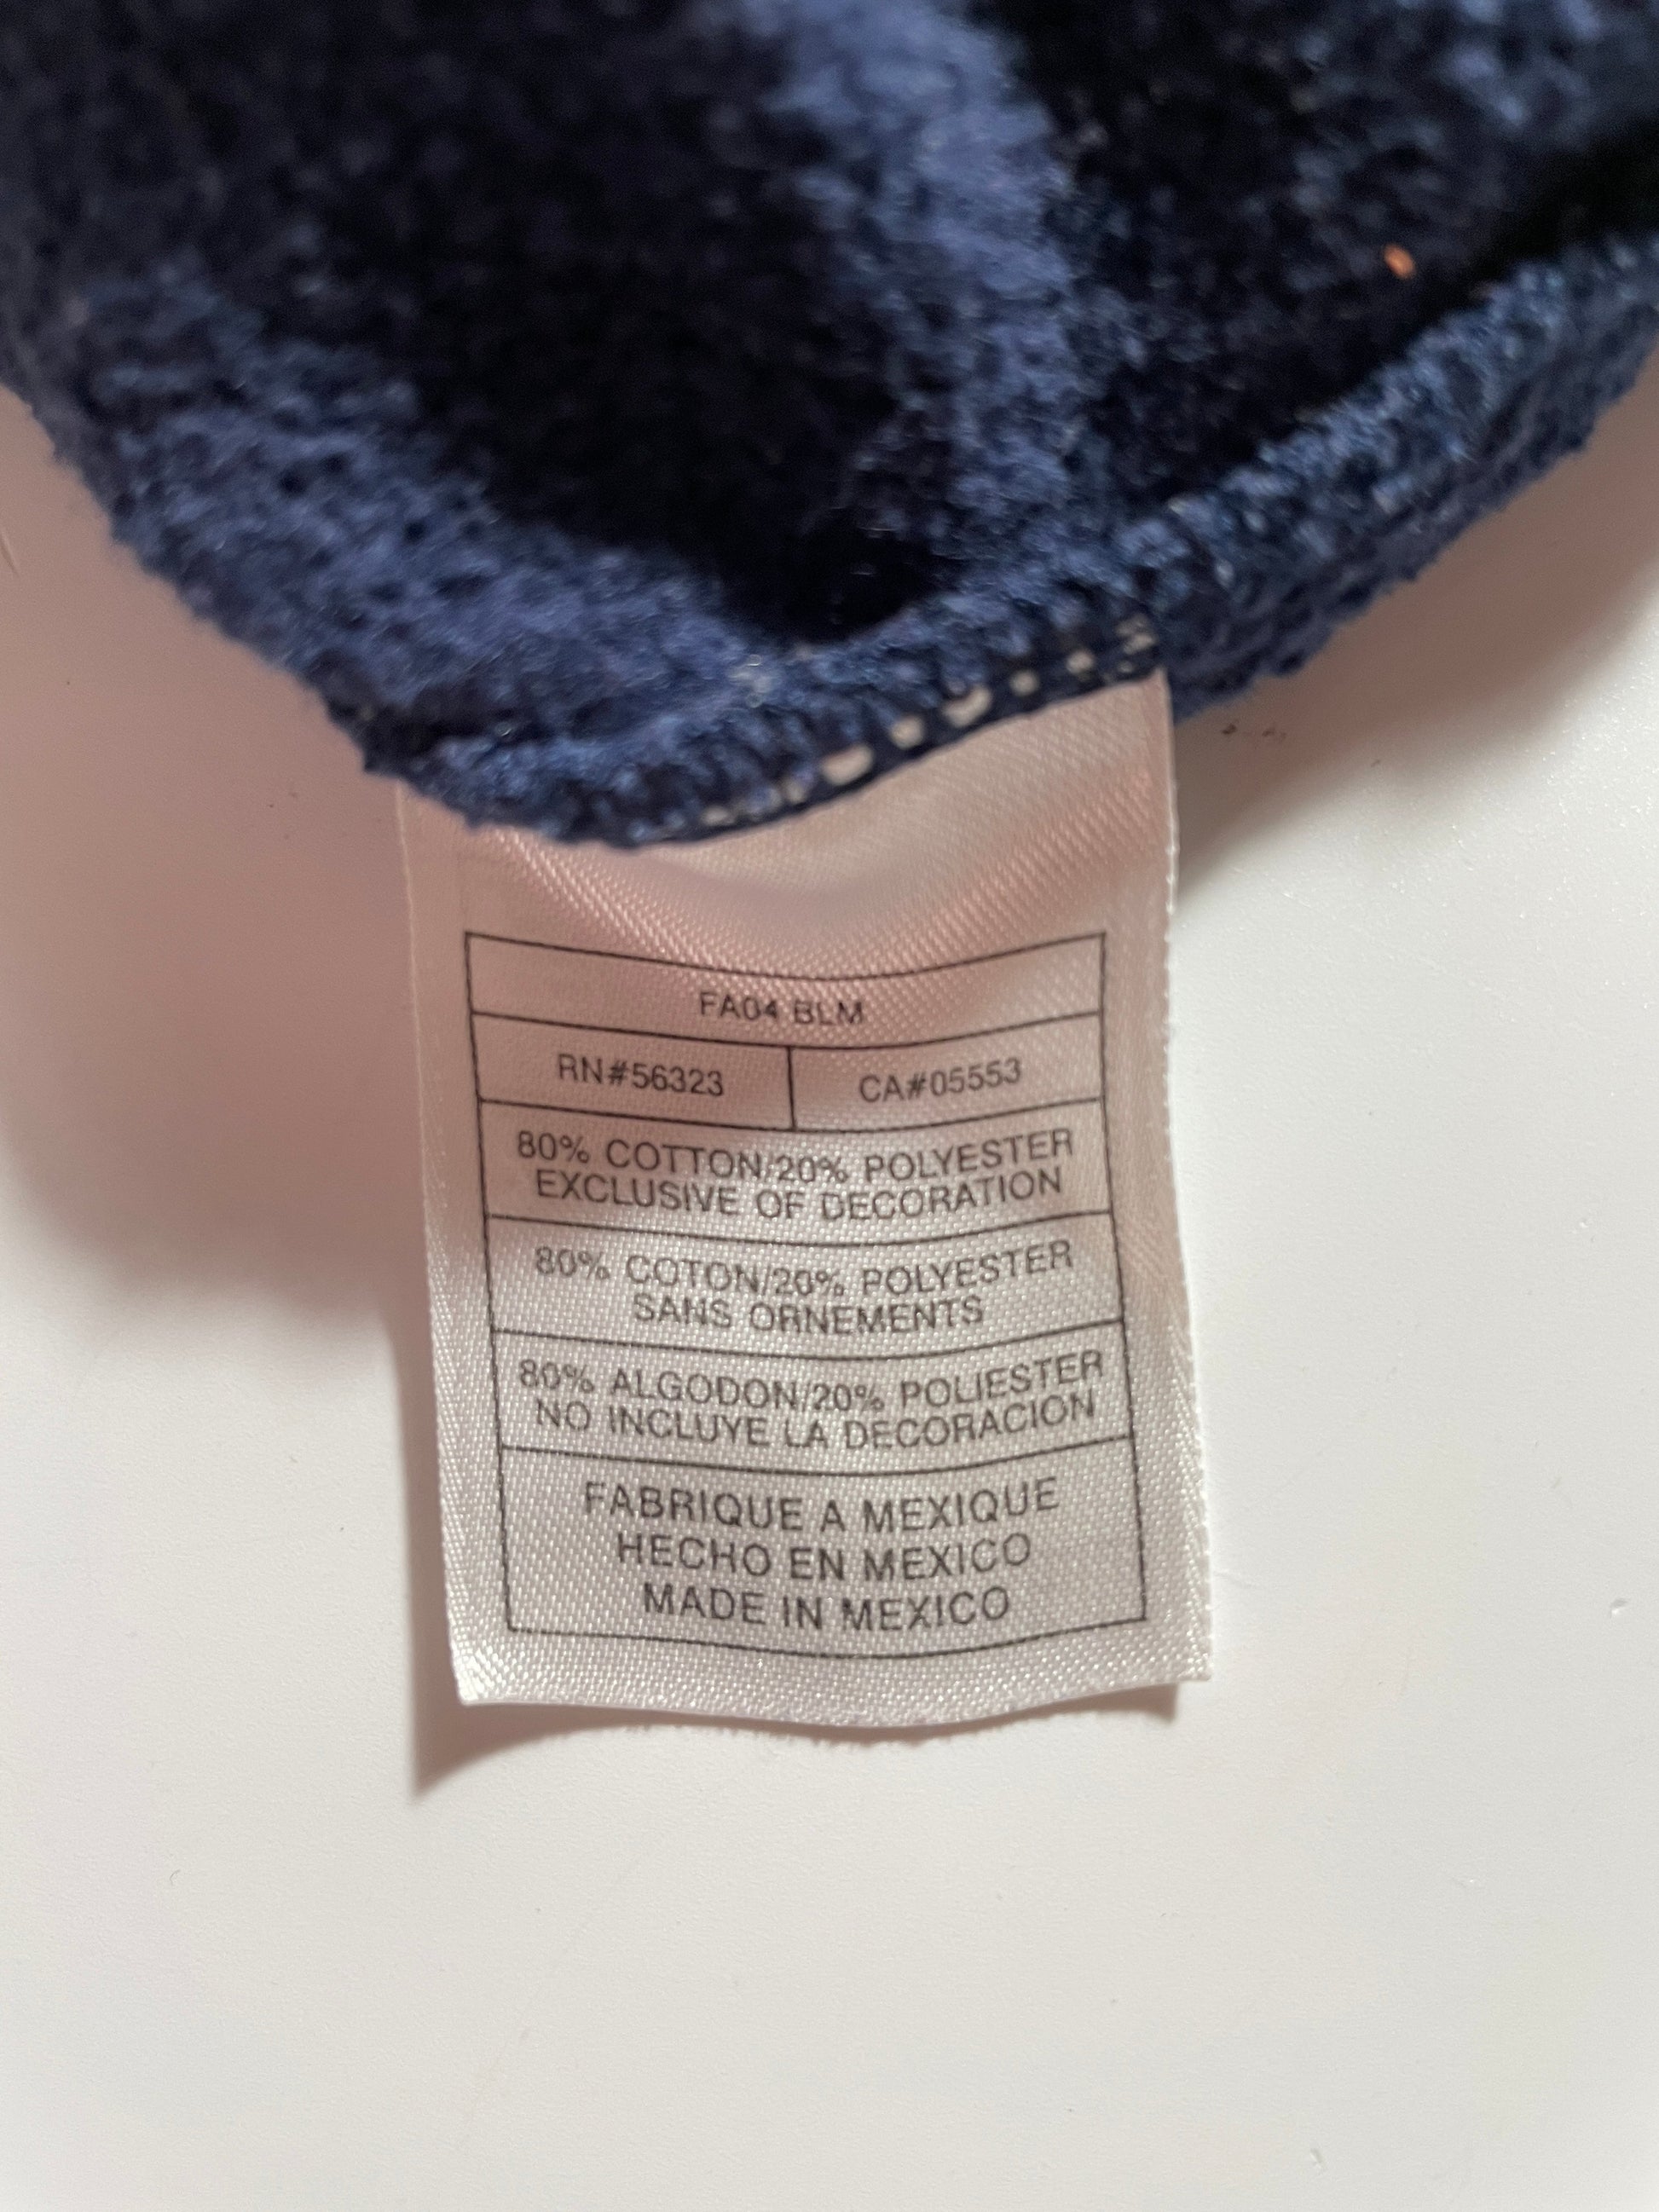 FA04 BLM
RN#56323
CA#05553
80% COTTON/20% POLYESTER
EXCLUSIVE OF DECORATION
80% COTON/20% POLYESTER
SANS ORNEMENTS
80% ALGODON/20% POLIESTER
NO INCLUYE LA DECORACION
FABRIQUE A MEXIQUE
HECHO EN MEXICO
MADE IN MEXICO